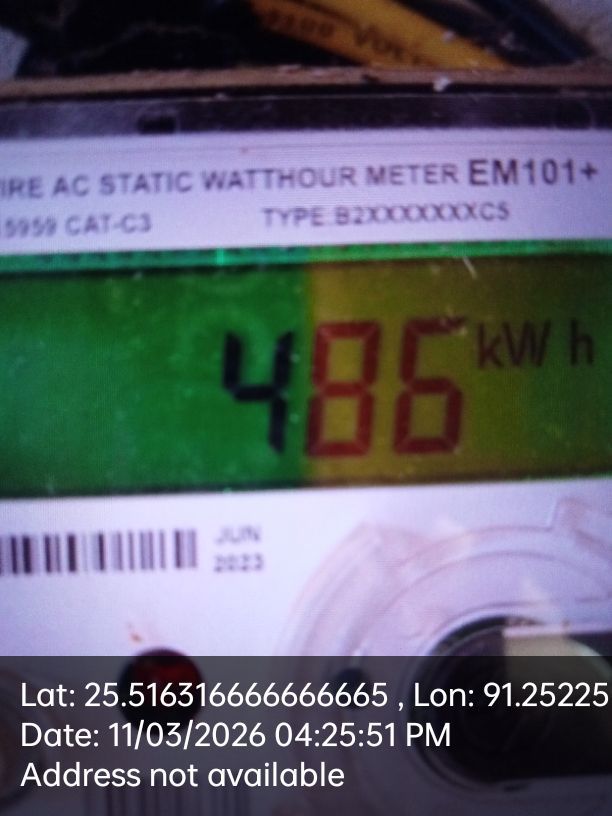 VOLT
IRE AC STATIC WATTHOUR METER EM101+
5959 CAT-C3 TYPE B2XXXXXXXC5
486 kW h
JUN
2023
Lat: 25.516316666666665 , Lon: 91.25225
Date: 11/03/2026 04:25:51 PM
Address not available